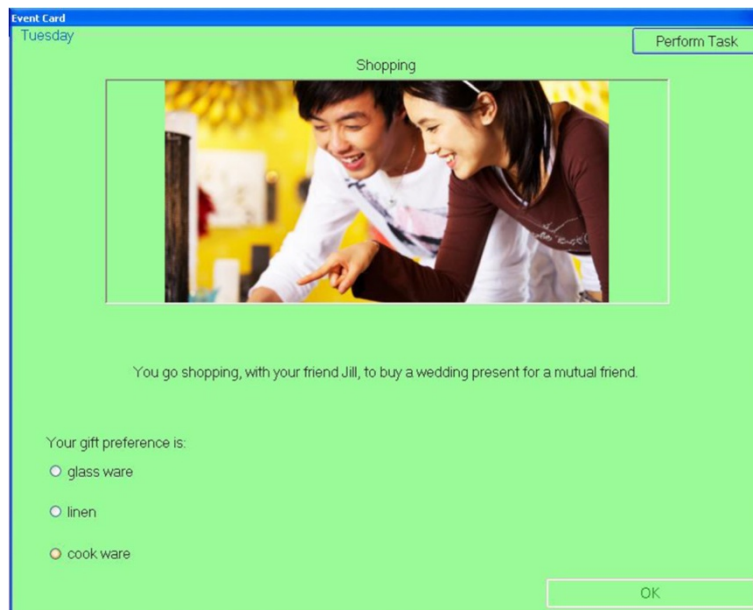 Event Card
Tuesday
Perform Task
Shopping
You go shopping, with your friend Jill, to buy a wedding present for a mutual friend.
Your gift preference is:
glass ware
linen
cook ware
OK